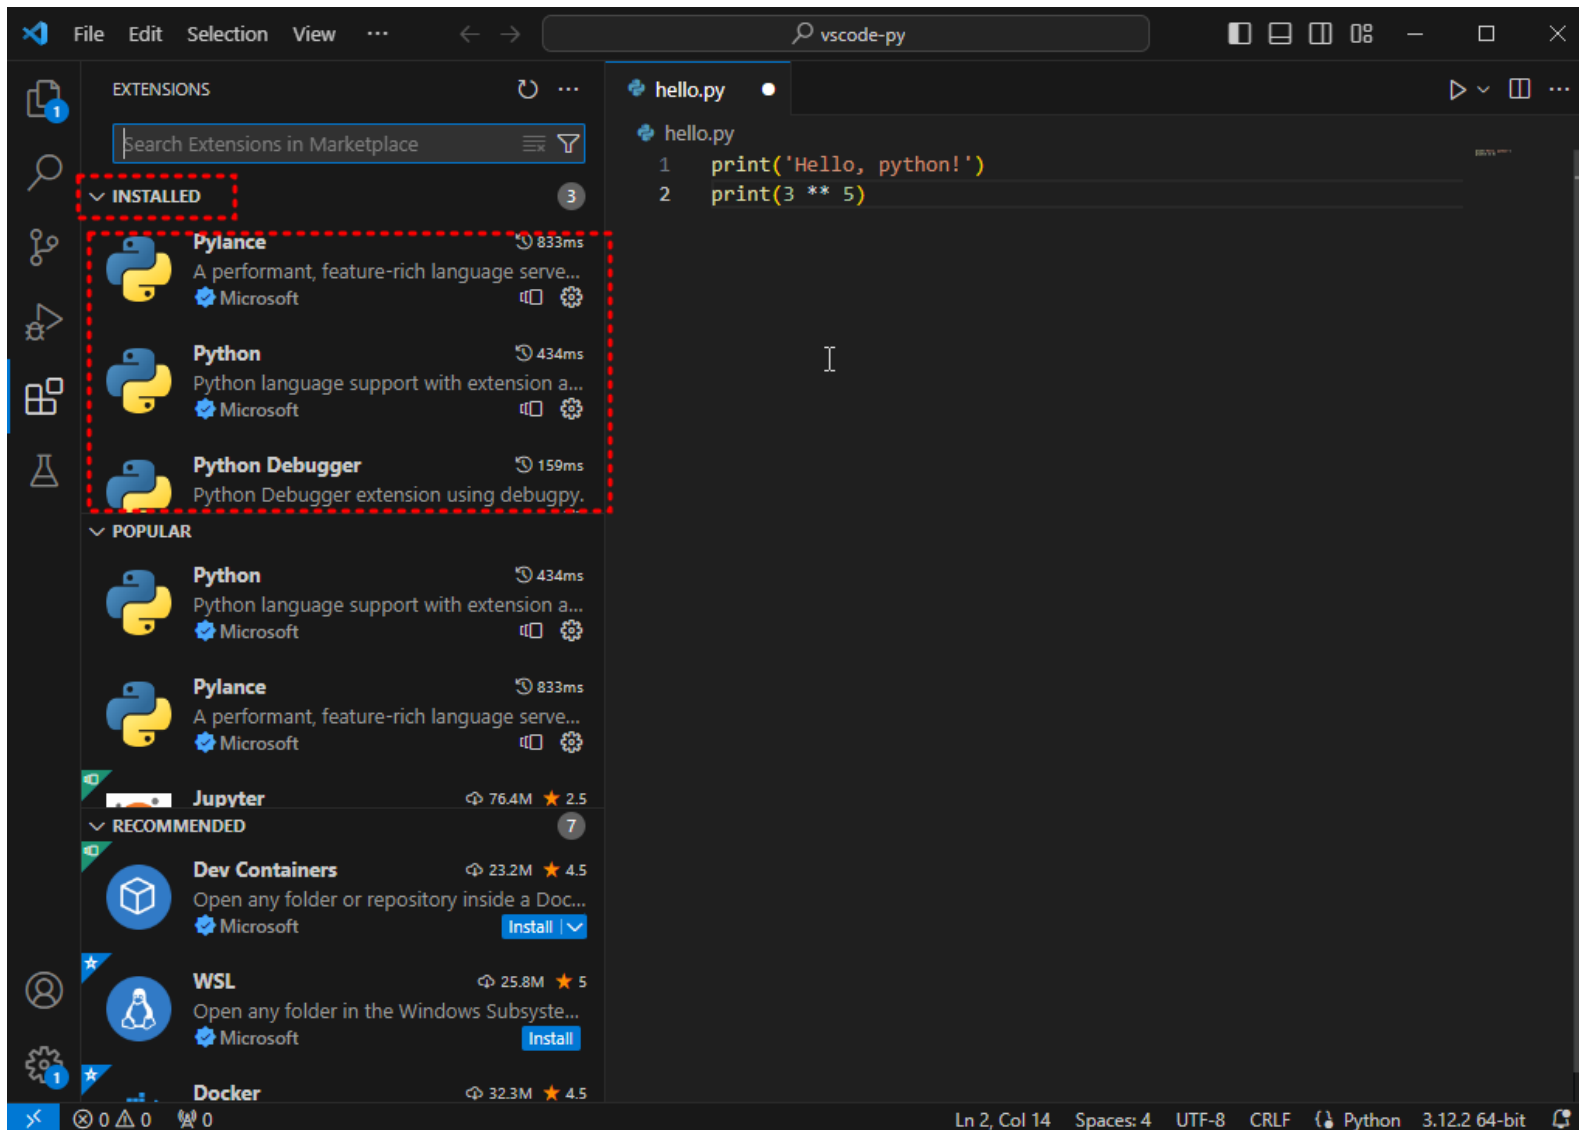 File Edit Selection View ··· vscode-py
EXTENSIONS
Search Extensions in Marketplace
INSTALLED 3
Pylance 833ms
A performant, feature-rich language serve...
Microsoft
Python 434ms
Python language support with extension a...
Microsoft
Python Debugger 159ms
Python Debugger extension using debugpy.
POPULAR
Python 434ms
Python language support with extension a...
Microsoft
Pylance 833ms
A performant, feature-rich language serve...
Microsoft
Jupyter 76.4M 2.5
RECOMMENDED 7
Dev Containers 23.2M 4.5
Open any folder or repository inside a Doc...
Microsoft Install
WSL 25.8M 5
Open any folder in the Windows Subsyste...
Microsoft Install
Docker 32.3M 4.5
1
1
hello.py
hello.py
1 print('Hello, python!')
2 print(3 ** 5)
0 0 0 Ln 2, Col 14 Spaces: 4 UTF-8 CRLF Python 3.12.2 64-bit